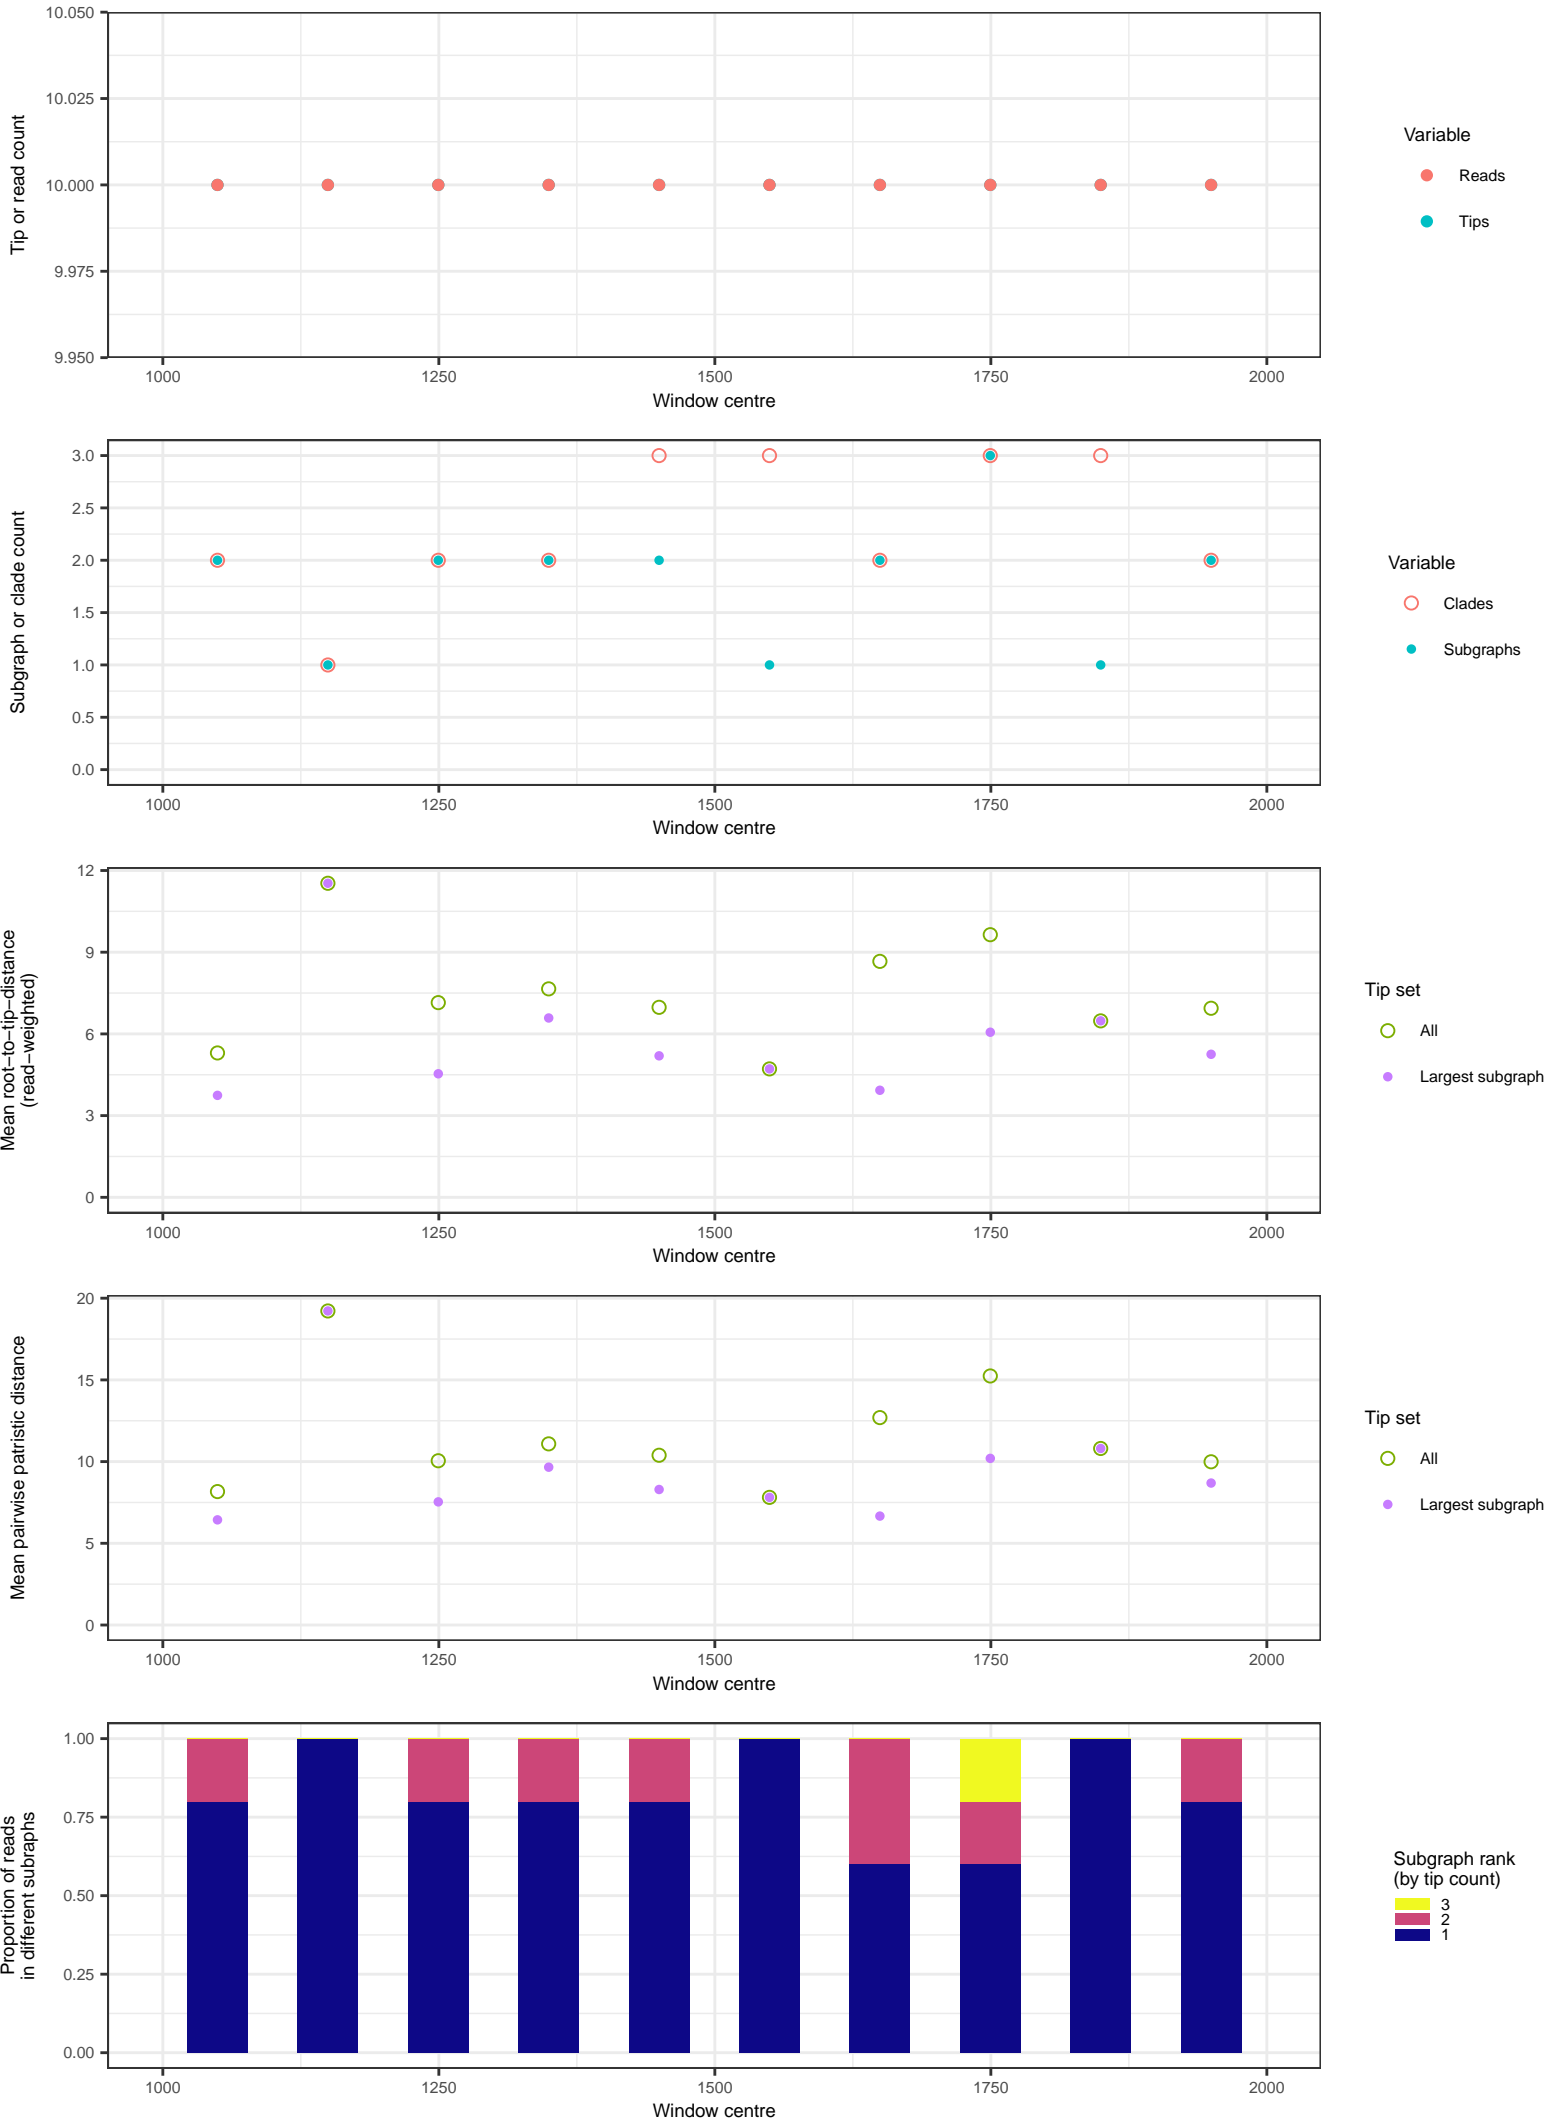 10.050
10.025
10.000
9.975
9.950
Tip or read count
1000 1250 1500 1750 2000
Window centre
Variable
Reads
Tips
3.0
2.5
2.0
1.5
1.0
0.5
0.0
Subgraph or clade count
1000 1250 1500 1750 2000
Window centre
Variable
Clades
Subgraphs
12
9
6
3
0
Mean root−to−tip−distance
(read−weighted)
1000 1250 1500 1750 2000
Window centre
Tip set
All
Largest subgraph
20
15
10
5
0
Mean pairwise patristic distance
1000 1250 1500 1750 2000
Window centre
Tip set
All
Largest subgraph
1.00
0.75
0.50
0.25
0.00
Proportion of reads
in different subraphs
1000 1250 1500 1750 2000
Window centre
Subgraph rank
(by tip count)
3
2
1